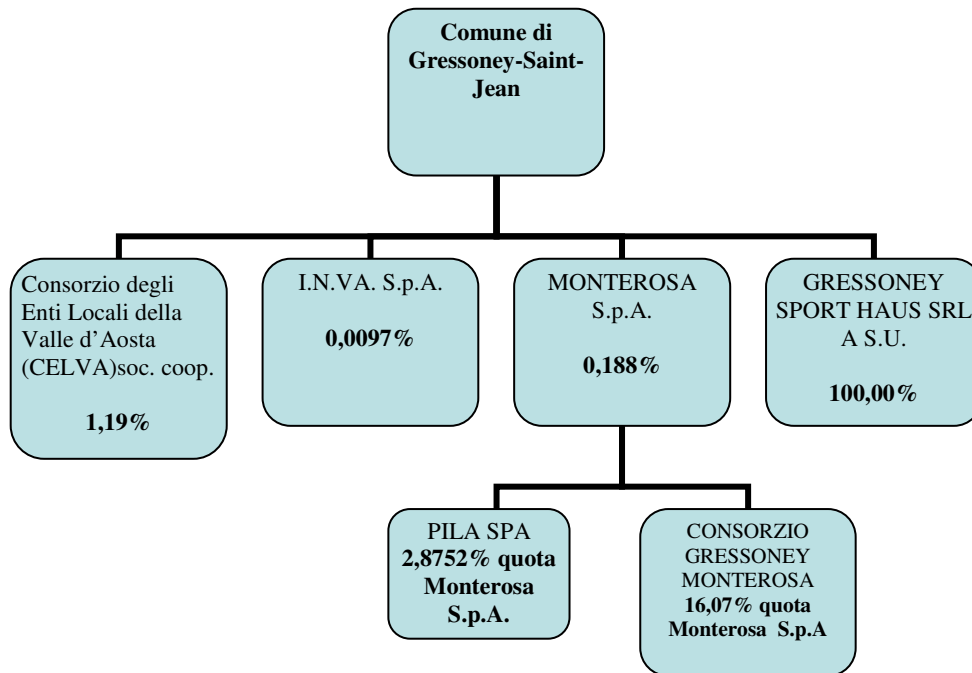 Comune di
Gressoney-Saint-
Jean
Consorzio degli
Enti Locali della
Valle d’Aosta
(CELVA)soc. coop.
1,19%
I.N.VA. S.p.A.
0,0097%
MONTEROSA
S.p.A.
0,188%
GRESSONEY
SPORT HAUS SRL
A S.U.
100,00%
PILA SPA
2,8752% quota
Monterosa
S.p.A.
CONSORZIO
GRESSONEY
MONTEROSA
16,07% quota
Monterosa S.p.A